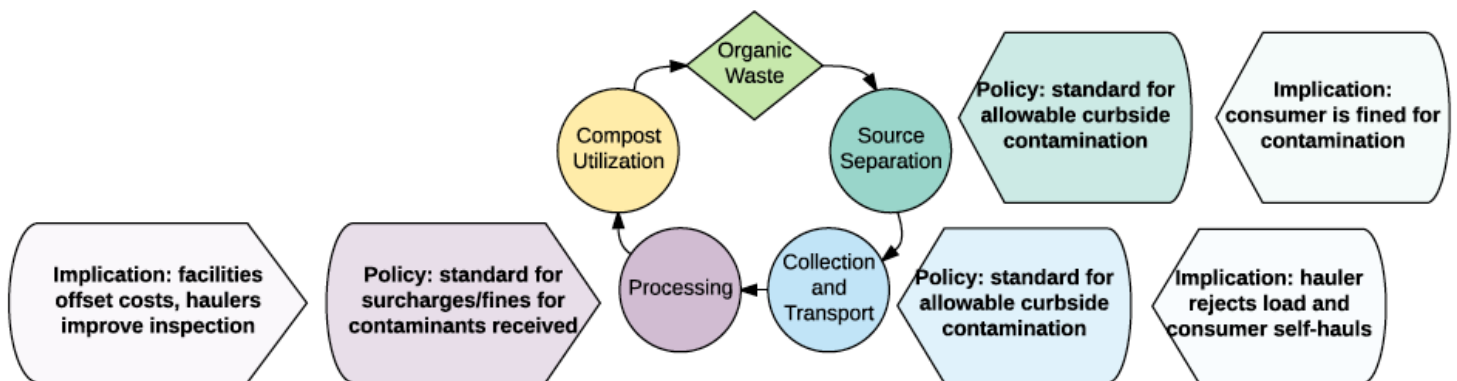 Organic
Waste
Policy: standard for
allowable curbside
contamination
Implication:
consumer is fined for
contamination
Compost
Utilization
Source
Separation
Implication: facilities
offset costs, haulers
improve inspection
Policy: standard for
surcharges/fines for
contaminants received
Processing
Collection
and
Transport
Policy: standard for
allowable curbside
contamination
Implication: hauler
rejects load and
consumer self-hauls